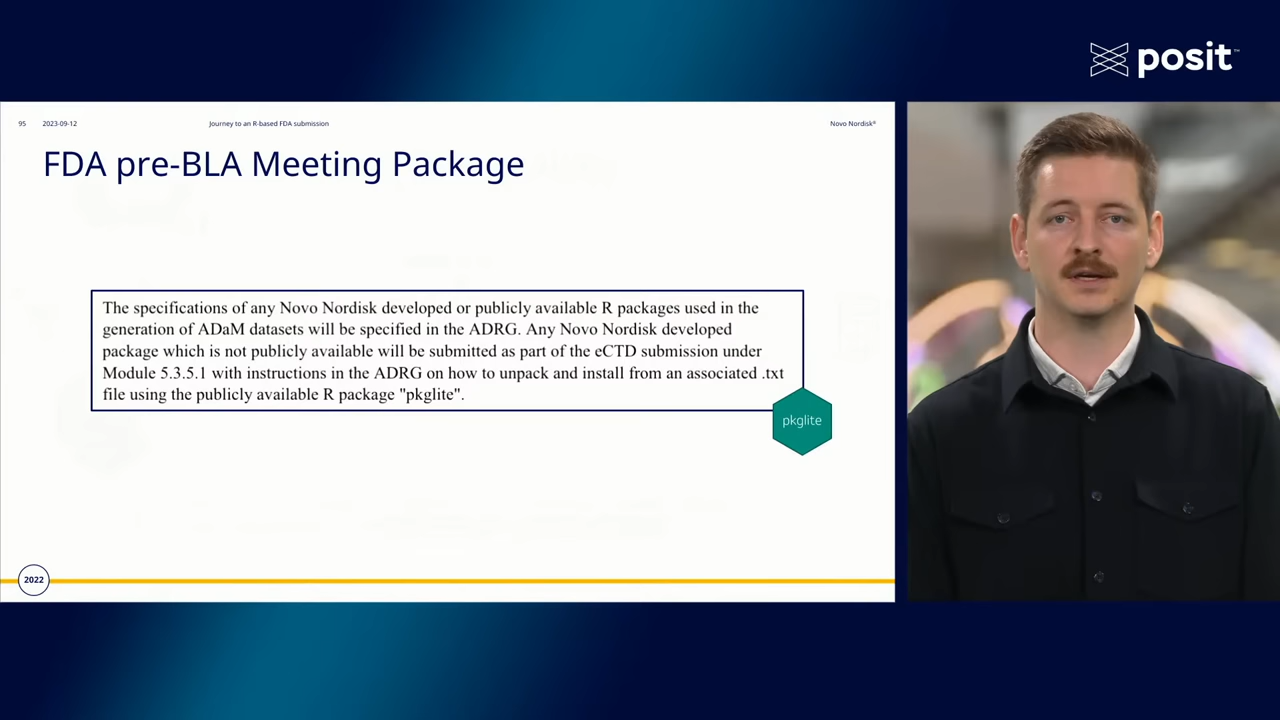 posit™
95 2023-09-12 Journey to an R-based FDA submission Novo Nordisk®
FDA pre-BLA Meeting Package
The specifications of any Novo Nordisk developed or publicly available R packages used in the
generation of ADaM datasets will be specified in the ADRG. Any Novo Nordisk developed
package which is not publicly available will be submitted as part of the eCTD submission under
Module 5.3.5.1 with instructions in the ADRG on how to unpack and install from an associated .txt
file using the publicly available R package "pkglite".
pkglite
2022